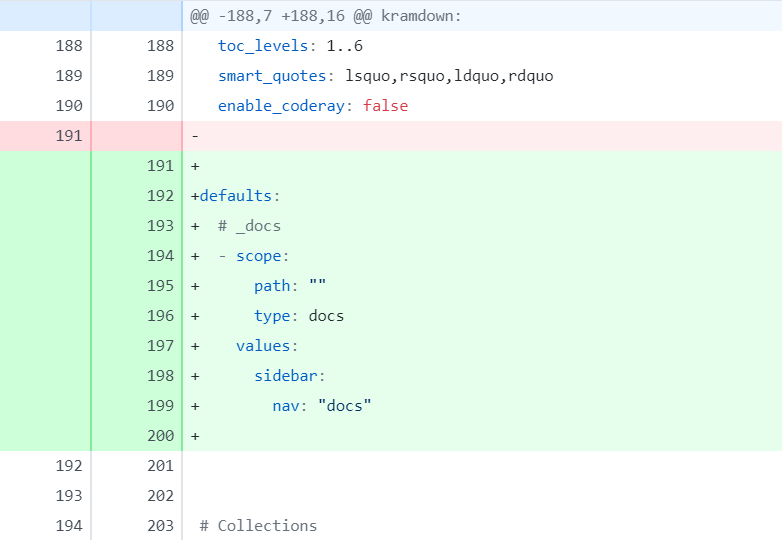 @@ -188,7 +188,16 @@ kramdown:
188 188 toc_levels: 1..6
189 189 smart_quotes: lsquo,rsquo,ldquo,rdquo
190 190 enable_coderay: false
191 -
191 +
192 +defaults:
193 + # _docs
194 + - scope:
195 + path: ""
196 + type: docs
197 + values:
198 + sidebar:
199 + nav: "docs"
200 +
192 201
193 202
194 203 # Collections